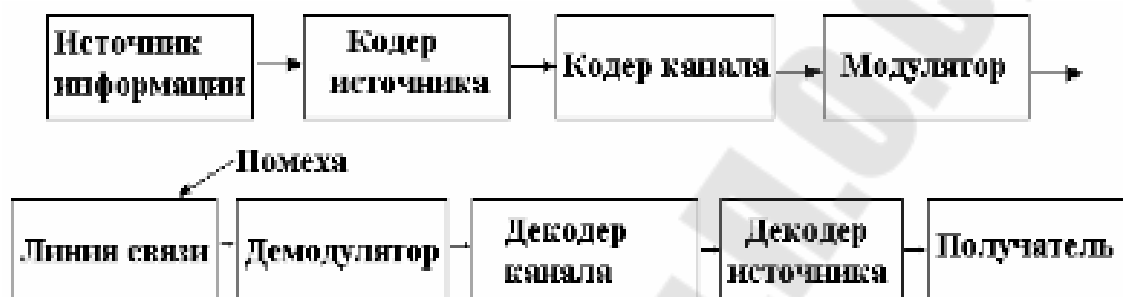 Источник
информации
Кодер
источника
Кодер канала
Модулятор
Помеха
Линия связи
Демодулятор
Декодер
канала
Декодер
источника
Получатель